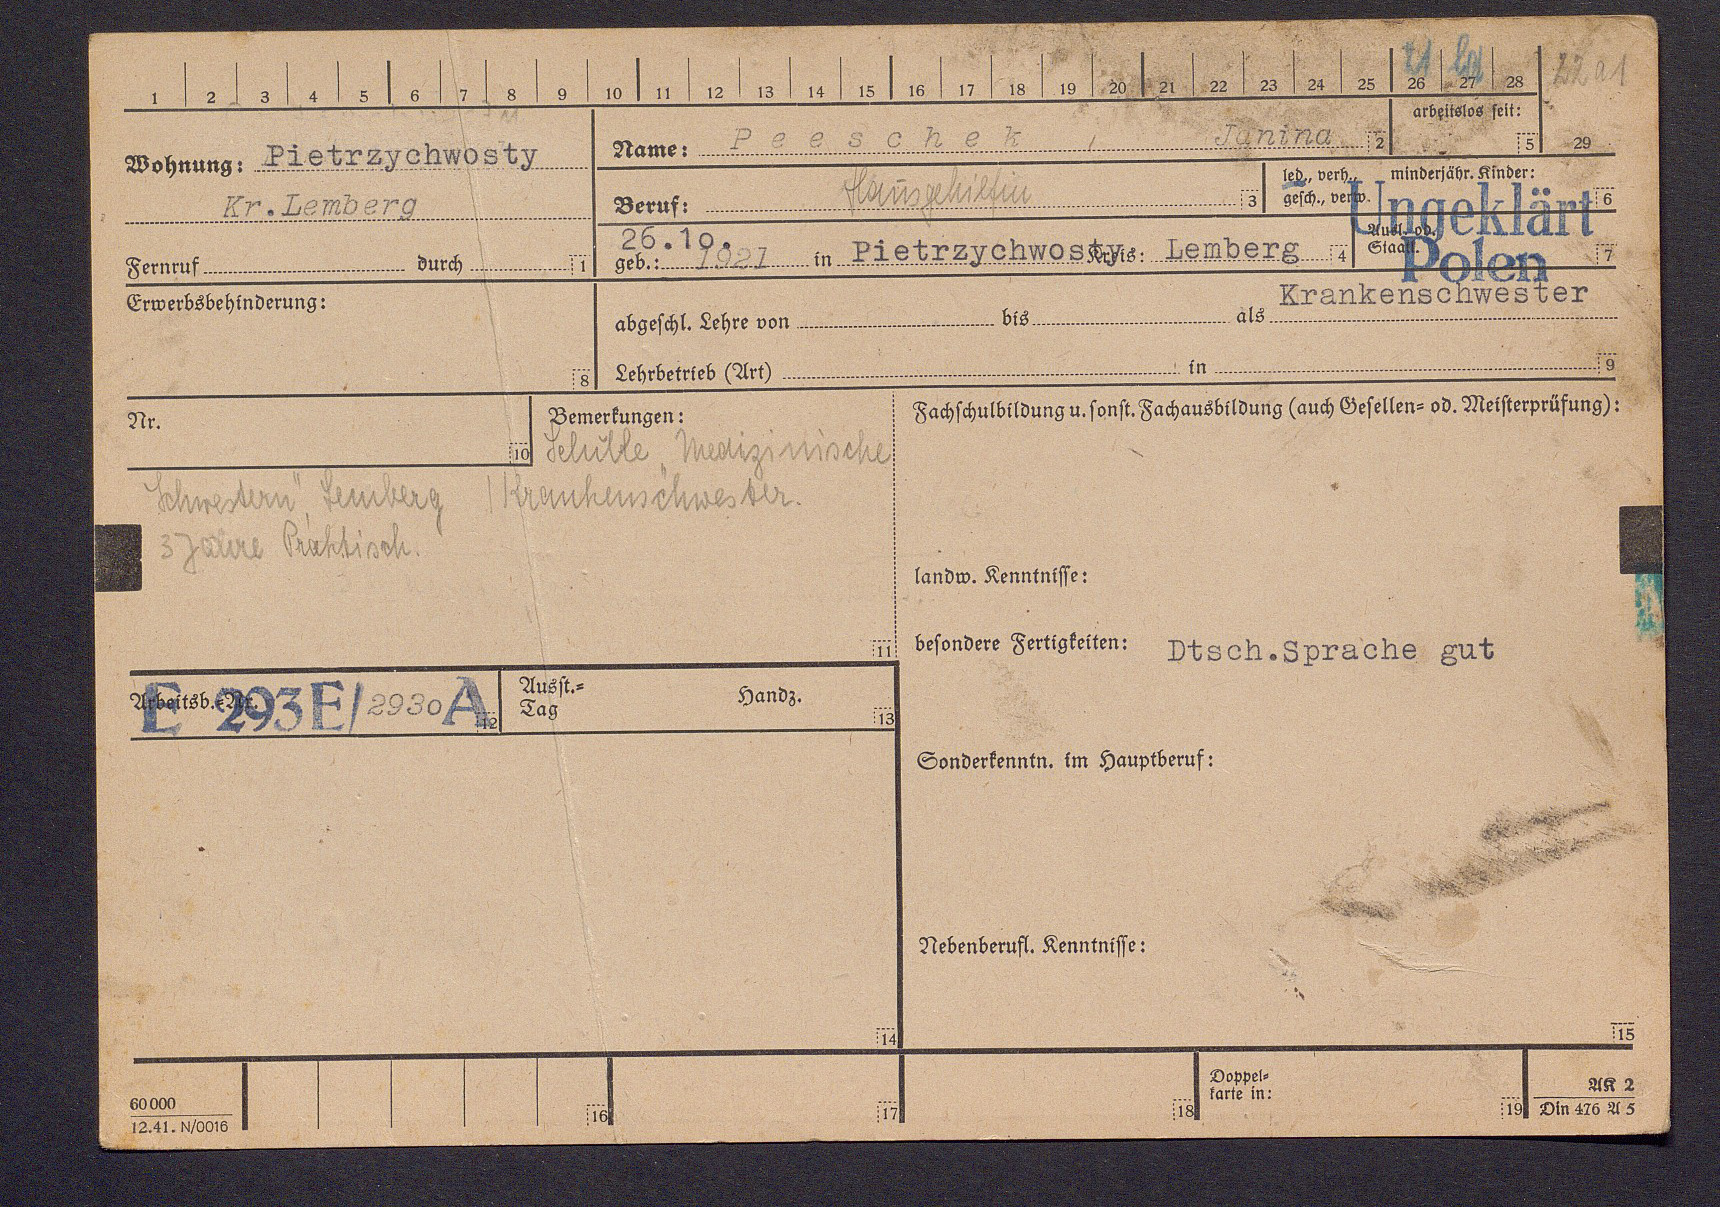 1 2 3 4 5 6 7 8 9 10 11 12 13 14 15 16 17 18 19 20 21 22 23 24 25 26 27 28 22 a 1
Wohnung: Pietrzychwosty
Kr.Lemberg
Fernruf durch 1
Name: Peeschek, Janina 2
arbeitslos seit: 5 29
Beruf: Hausgehilfin 3
led., verh., minderjähr. Kinder:
gesch., verw. 6
Ungeklärt
26.10.
geb.: 1921 in Pietrzychwosty. Kreis: Lemberg 4
Ausl. od.
Staatl. 7
Polen
Erwerbsbehinderung: 8
Krankenschwester
abgeschl. Lehre von bis als
Lehrbetrieb (Art) in 9
Nr. 10
Bemerkungen:
Schulle „Medizinische
Schwestern" Lemberg / Krankenschwester.
3 Jahre Praktisch.
11
Fachschulbildung u. sonst. Fachausbildung (auch Gesellen- od. Meisterprüfung):
landw. Kenntnisse:
besondere Fertigkeiten: Dtsch.Sprache gut
Arbeitsb.-Nr. 12
E 293E/2930A
Ausst.-
Tag Handz. 13
Sonderkenntn. im Hauptberuf:
Nebenberufl. Kenntnisse:
14 15
60000
12.41. N/0016
16 17 18
Doppel-
karte in: 19
AK 2
Din 476 A 5